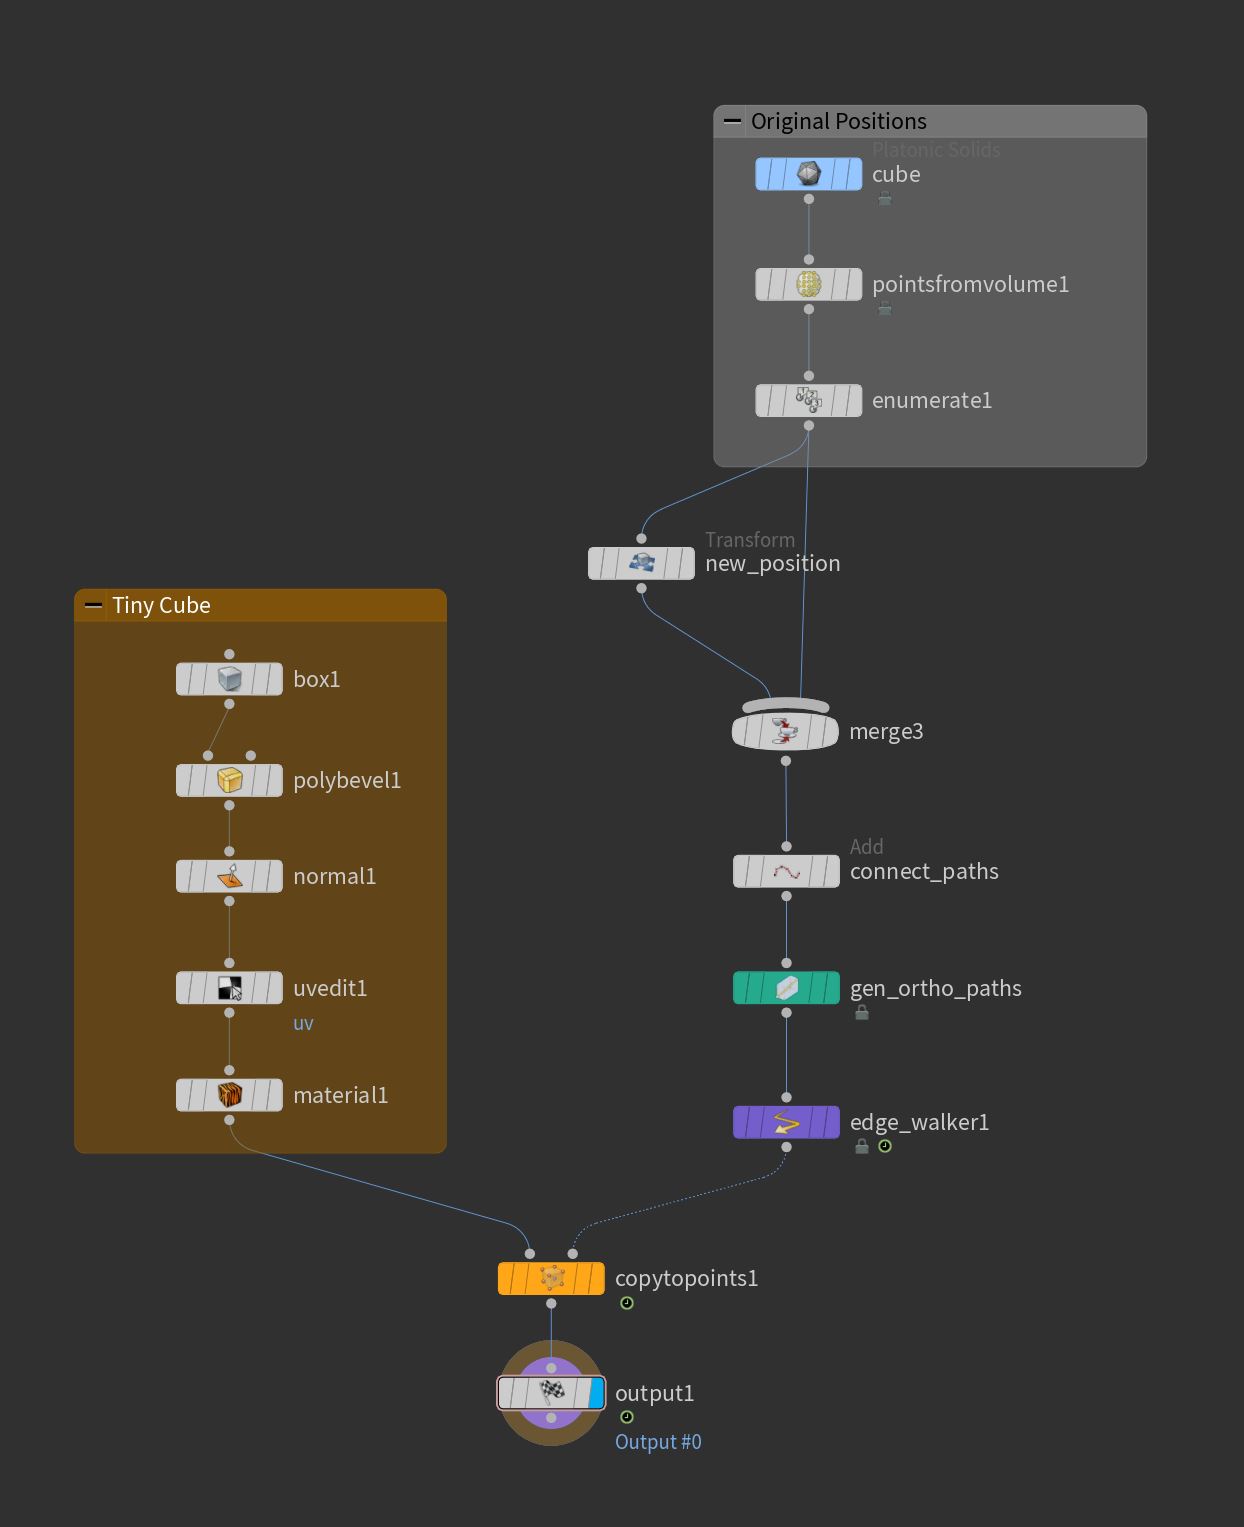 Original Positions
Platonic Solids
cube
pointsfromvolume1
enumerate1
Transform
new_position
Tiny Cube
box1
polybevel1
normal1
uvedit1
uv
material1
merge3
Add
connect_paths
gen_ortho_paths
edge_walker1
copytopoints1
output1
Output #0